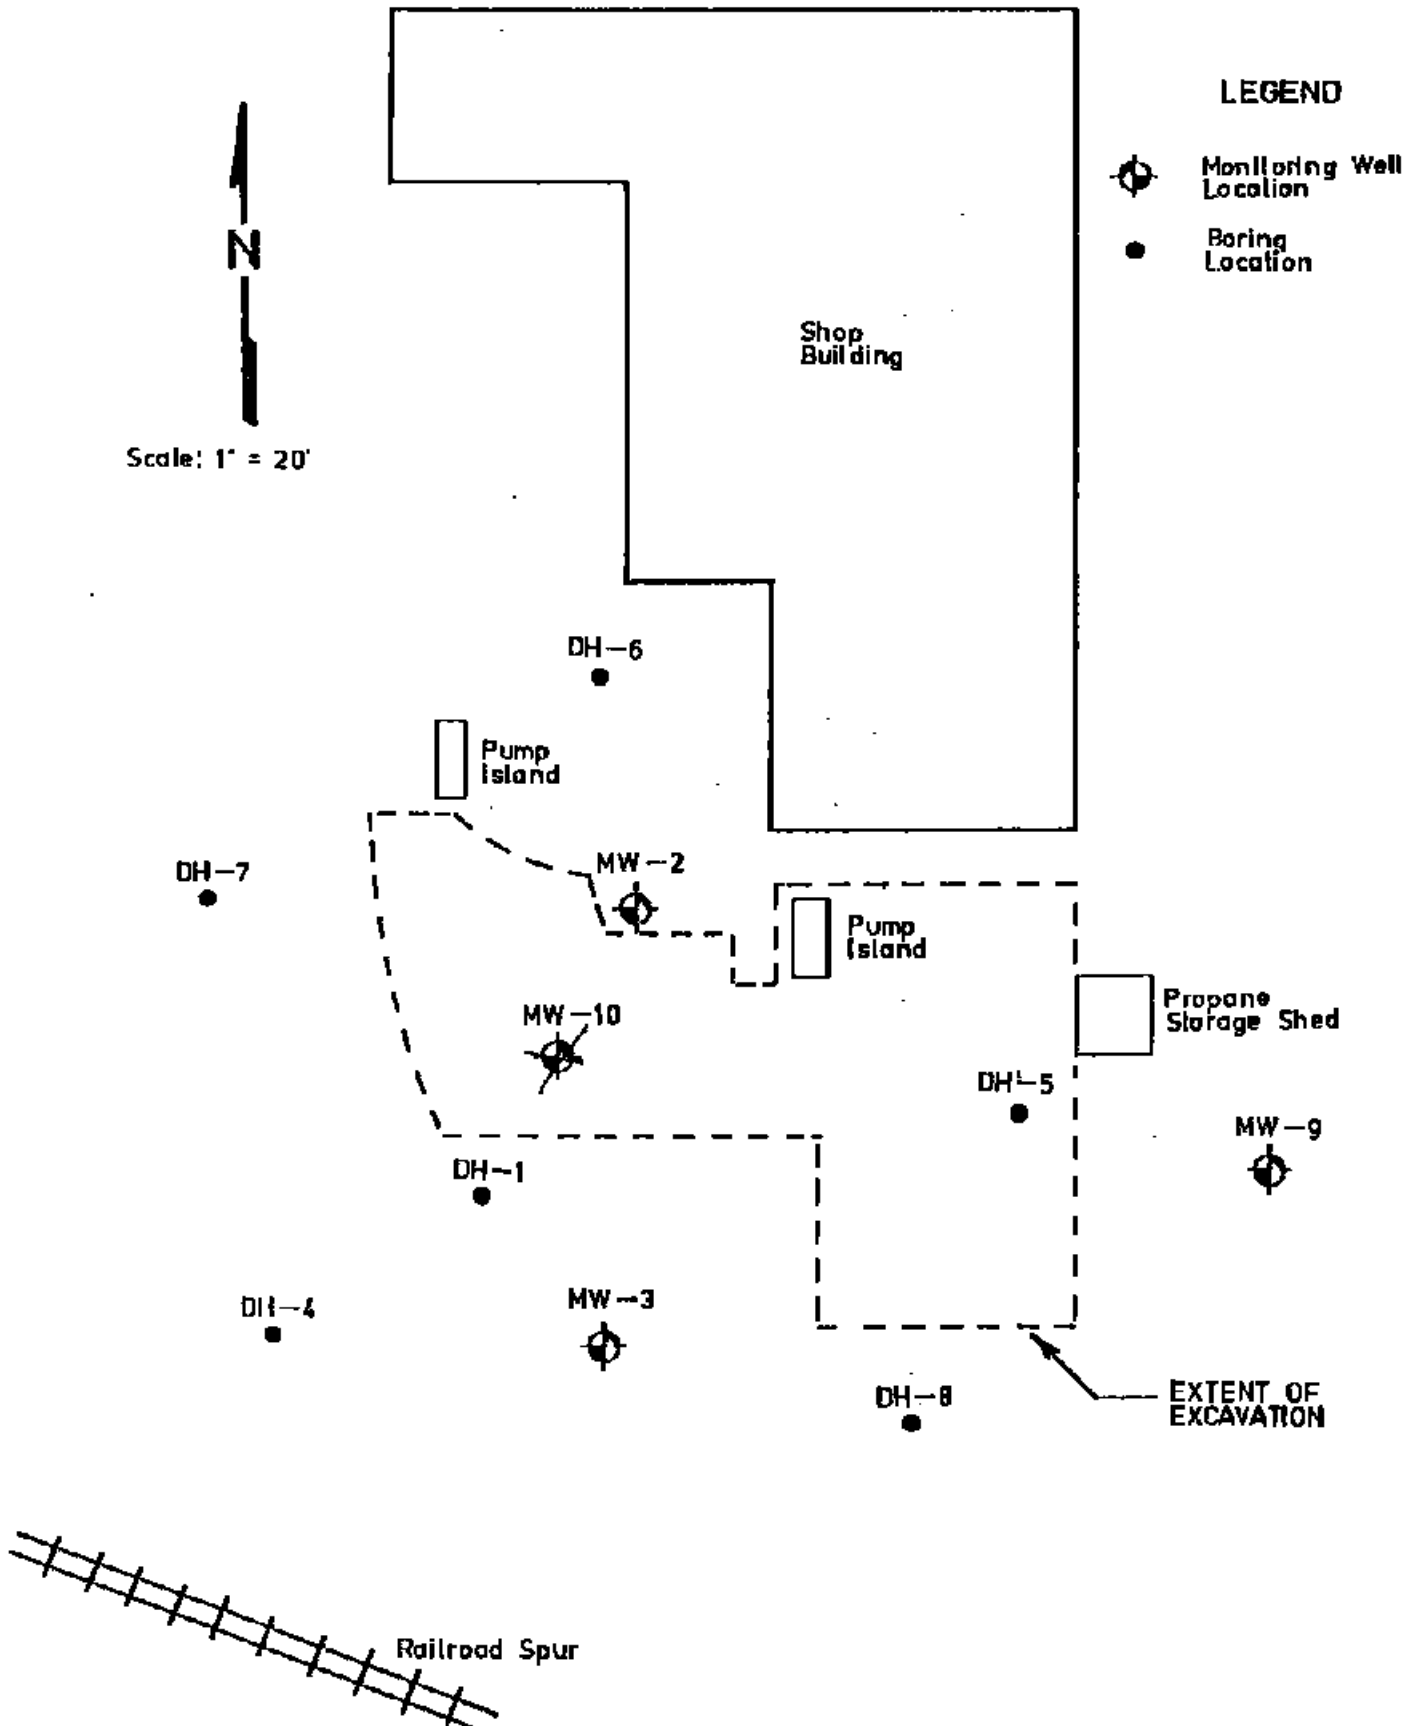 LEGEND
Monitoring Well
Location
Boring
Location
N
Shop
Building
Scale: 1" = 20'
DH-6
Pump
Island
MW-2
DH-7
Pump
Island
Propane
Storage Shed
MW-10
DH-5
MW-9
DH-1
DH-4
MW-3
DH-8
EXTENT OF
EXCAVATION
Railroad Spur